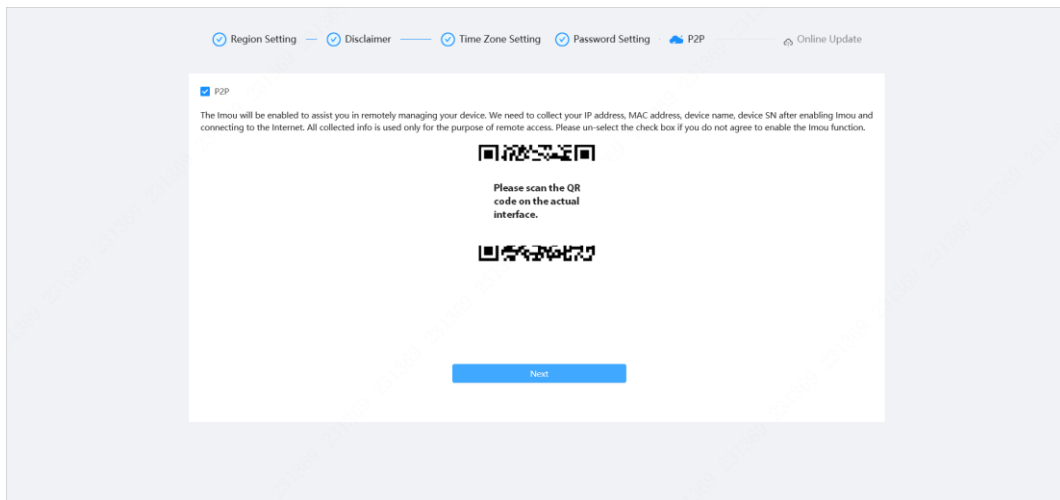 Region Setting Disclaimer Time Zone Setting Password Setting P2P Online Update
P2P
The Imou will be enabled to assist you in remotely managing your device. We need to collect your IP address, MAC address, device name, device SN after enabling Imou and
connecting to the Internet. All collected info is used only for the purpose of remote access. Please un-select the check box if you do not agree to enable the Imou function.
Please scan the QR
code on the actual
interface.
Next